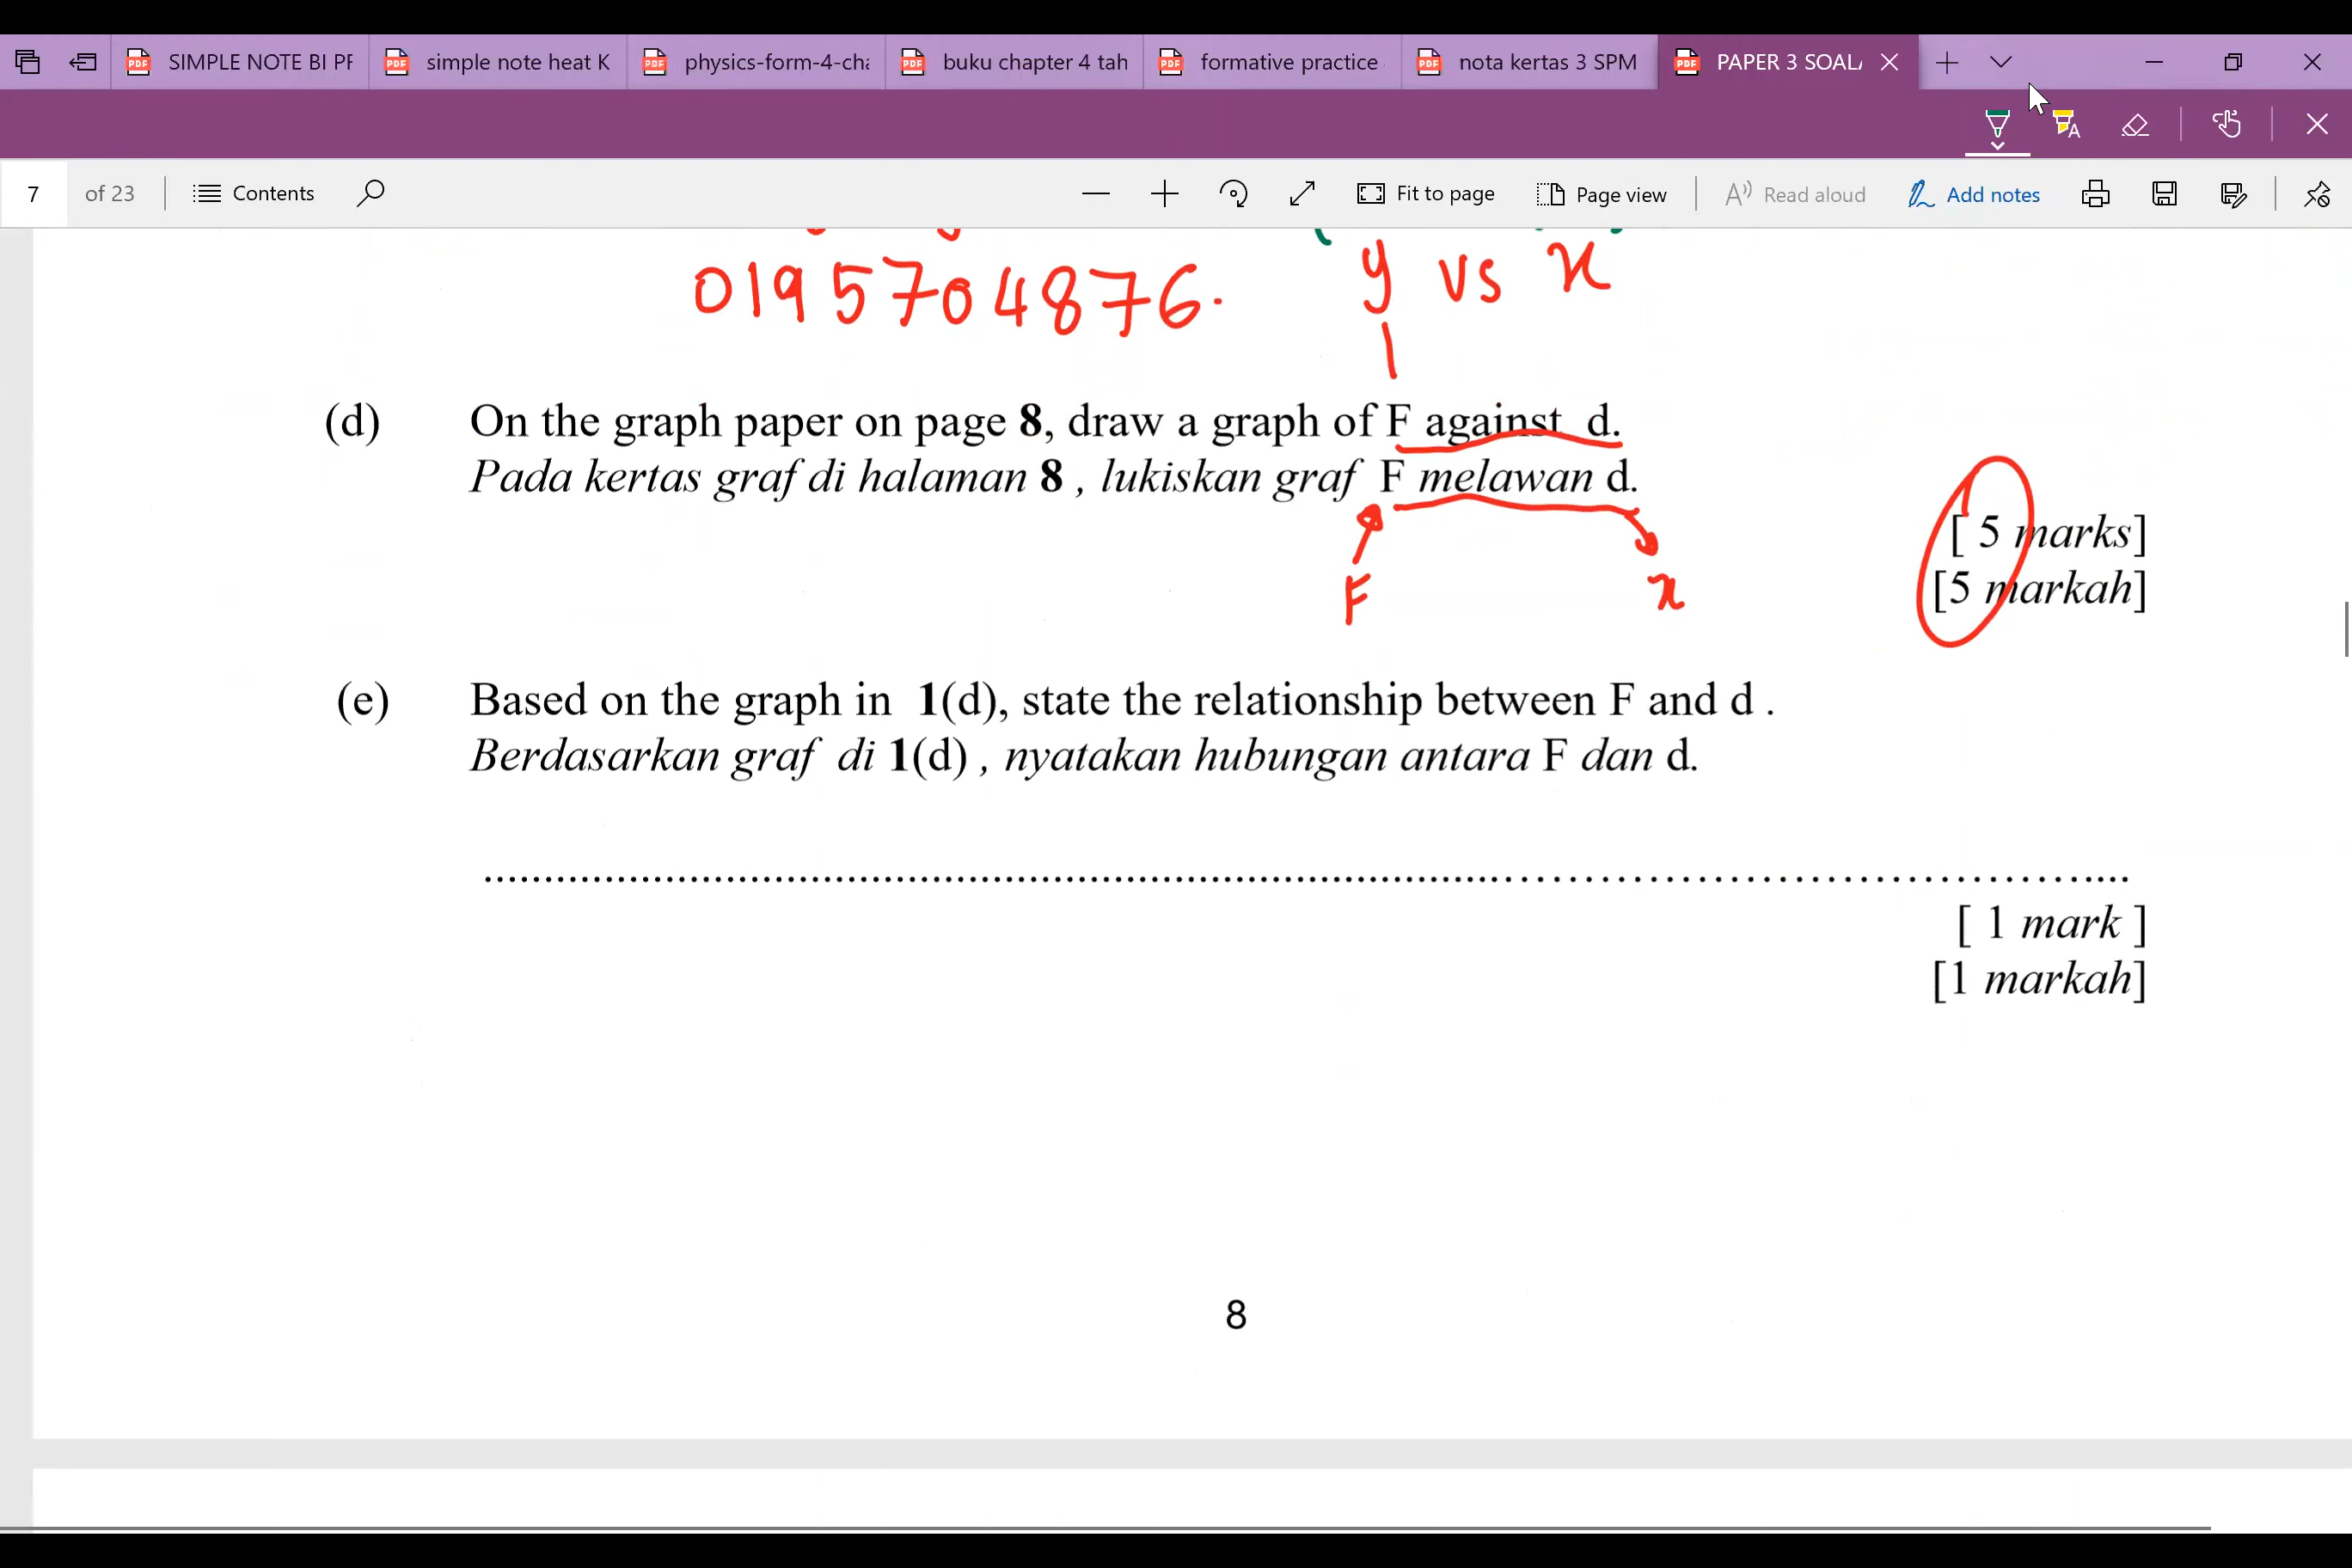 SIMPLE NOTE BI PF
simple note heat K
physics-form-4-cha
buku chapter 4 tah
formative practice
nota kertas 3 SPM
PAPER 3 SOAL
7 of 23 Contents Fit to page Page view Read aloud Add notes
0195704876. y vs x
(d) On the graph paper on page 8, draw a graph of F against d.
Pada kertas graf di halaman 8 , lukiskan graf F melawan d.
[ 5 marks]
[5 markah]
F x
(e) Based on the graph in 1(d), state the relationship between F and d .
Berdasarkan graf di 1(d) , nyatakan hubungan antara F dan d.
[ 1 mark ]
[1 markah]
8